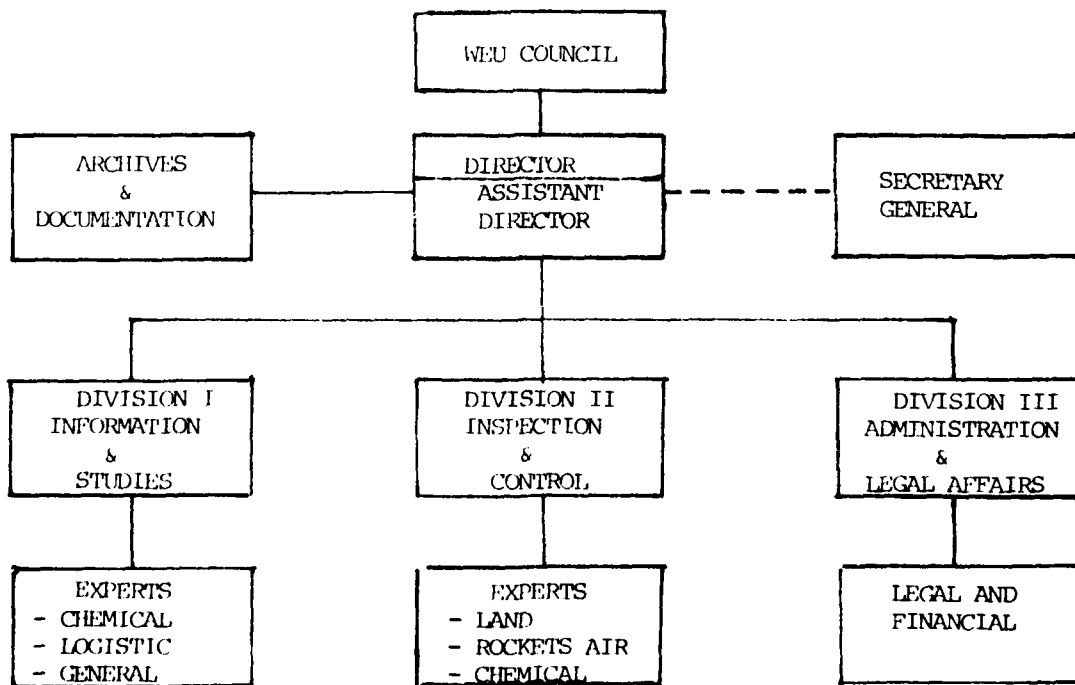 WEU COUNCIL
ARCHIVES
&
DOCUMENTATION
DIRECTOR
ASSISTANT
DIRECTOR
SECRETARY
GENERAL
DIVISION I
INFORMATION
&
STUDIES
DIVISION II
INSPECTION
&
CONTROL
DIVISION III
ADMINISTRATION
&
LEGAL AFFAIRS
EXPERTS
- CHEMICAL
- LOGISTIC
- GENERAL
EXPERTS
- LAND
- ROCKETS AIR
- CHEMICAL
LEGAL AND
FINANCIAL